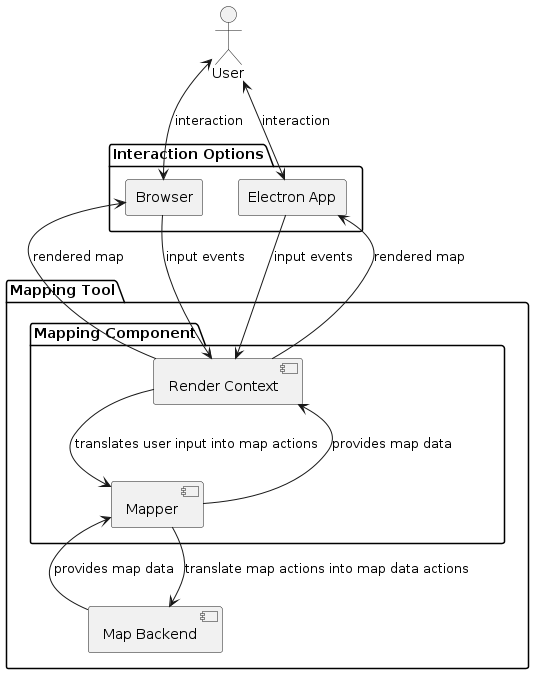 User
interaction
interaction
Interaction Options
Browser
Electron App
rendered map
input events
input events
rendered map
Mapping Tool
Mapping Component
Render Context
translates user input into map actions
provides map data
Mapper
provides map data
translate map actions into map data actions
Map Backend